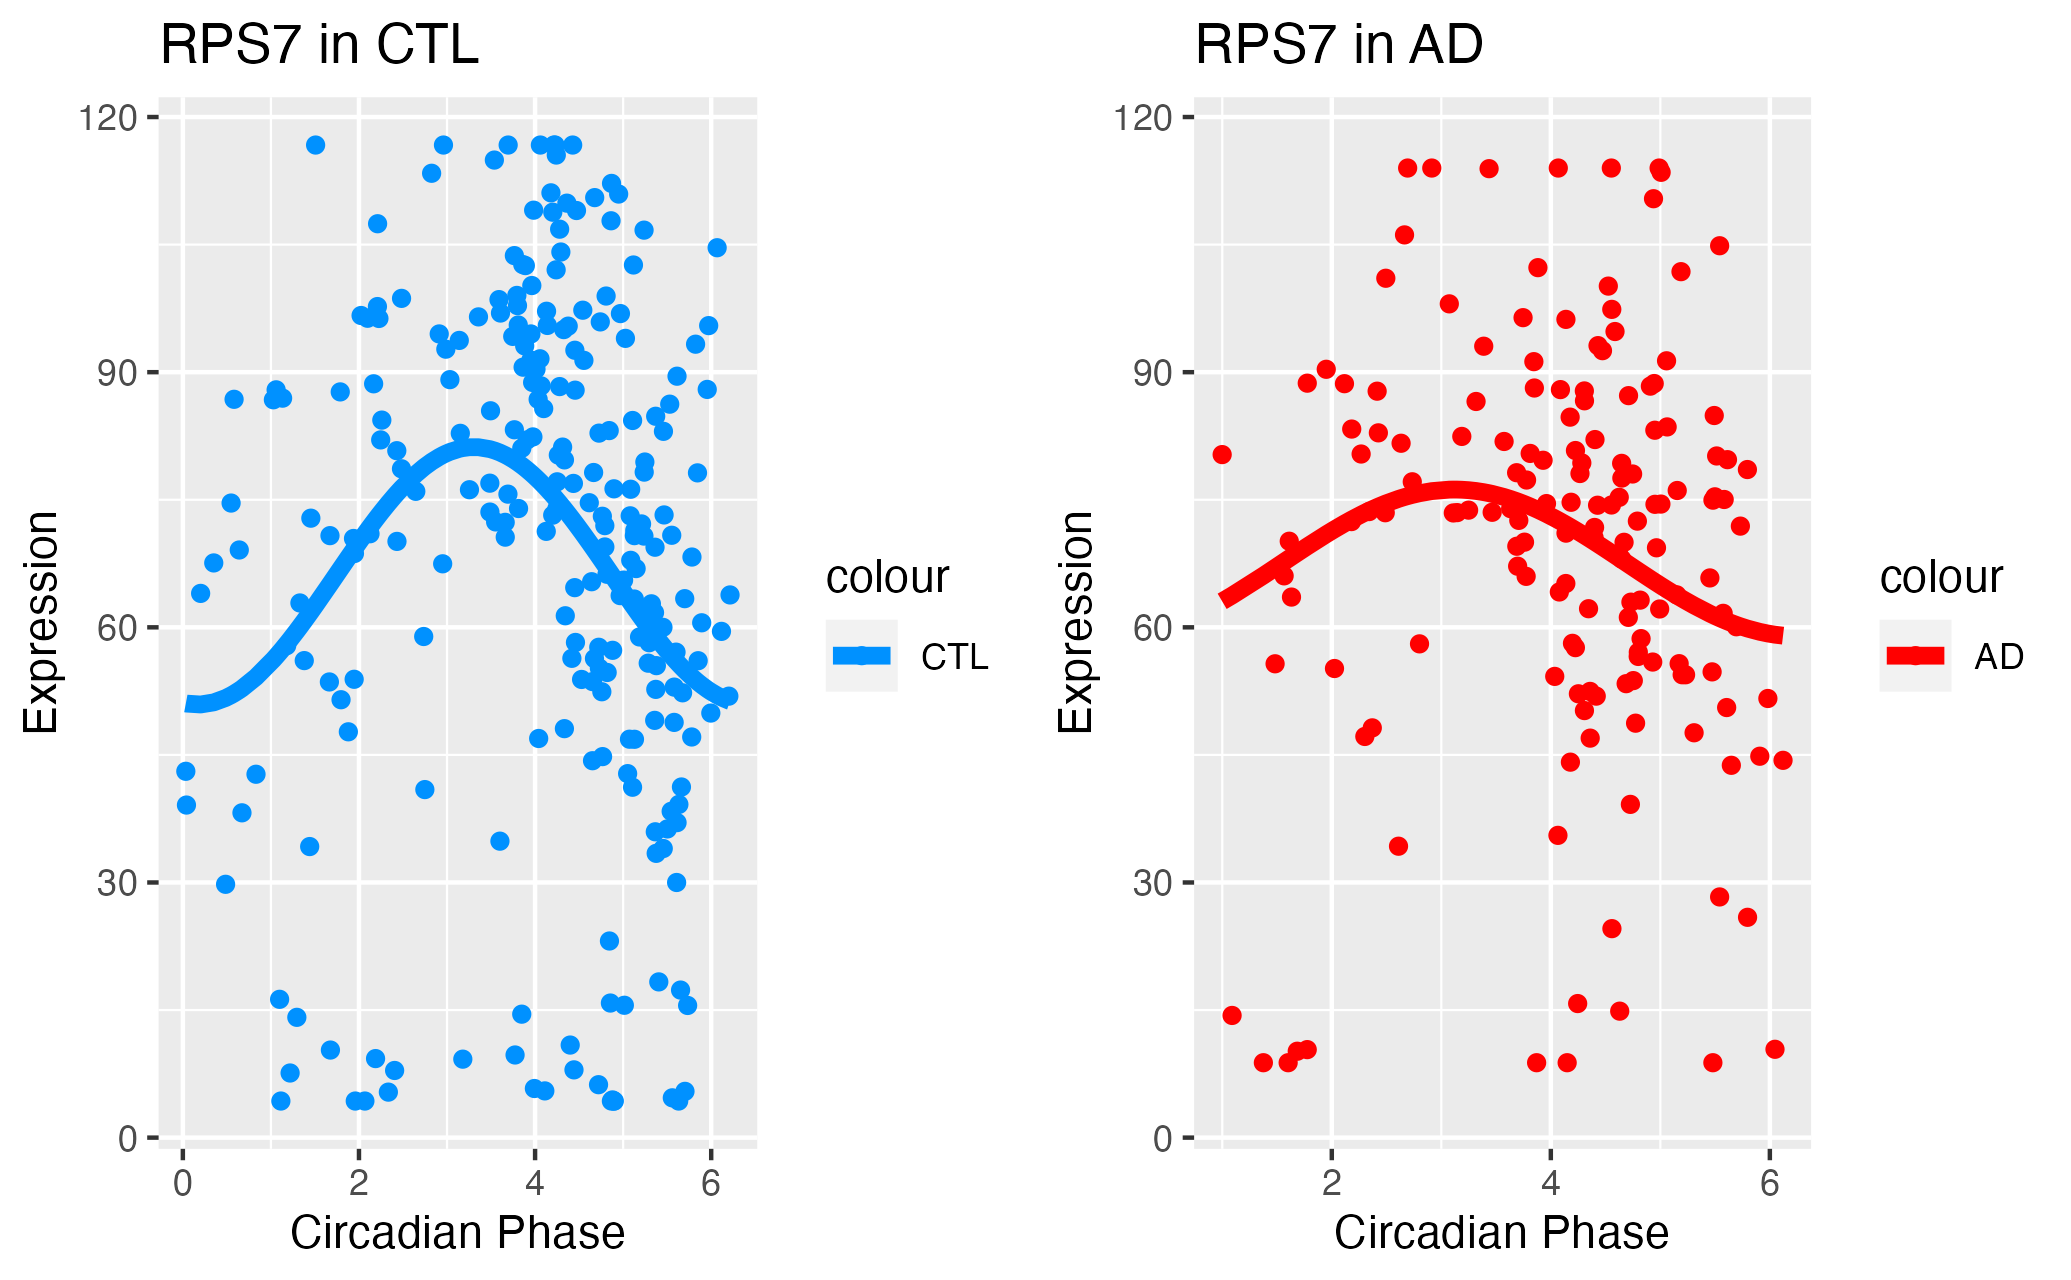 RPS7 in CTL
120
90
60
30
0
Expression
0 2 4 6
Circadian Phase
colour
CTL
RPS7 in AD
120
90
60
30
0
Expression
2 4 6
Circadian Phase
colour
AD